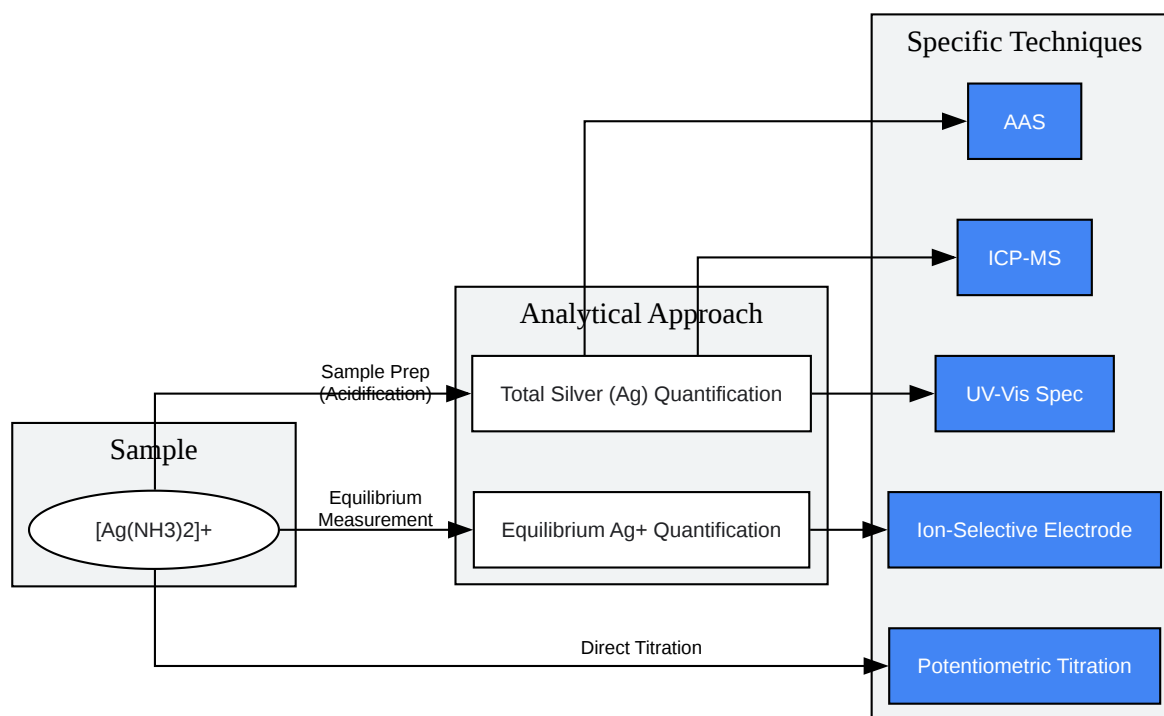 Specific Techniques
AAS
ICP-MS
Analytical Approach
Sample Prep
(Acidification)
Total Silver (Ag) Quantification
UV-Vis Spec
Sample
[Ag(NH3)2]+
Equilibrium
Measurement
Equilibrium Ag+ Quantification
Ion-Selective Electrode
Direct Titration
Potentiometric Titration